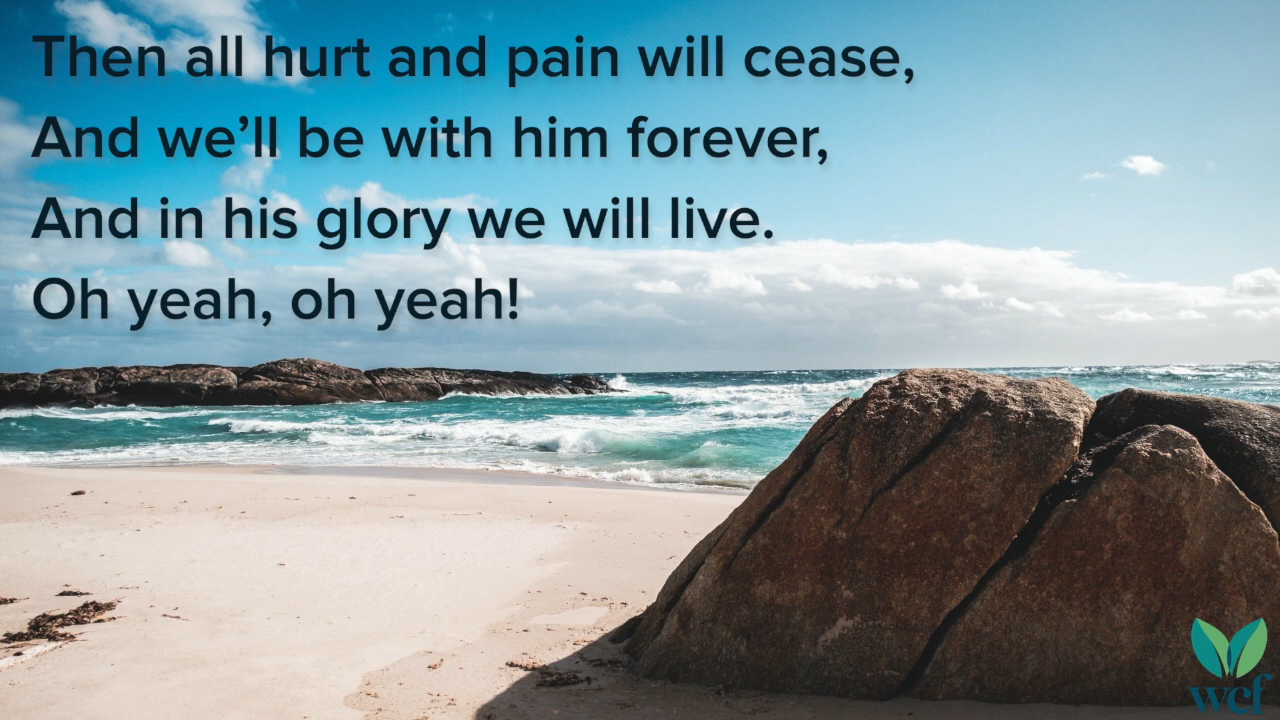 Then all hurt and pain will cease,
And we’ll be with him forever,
And in his glory we will live.
Oh yeah, oh yeah!
wcf